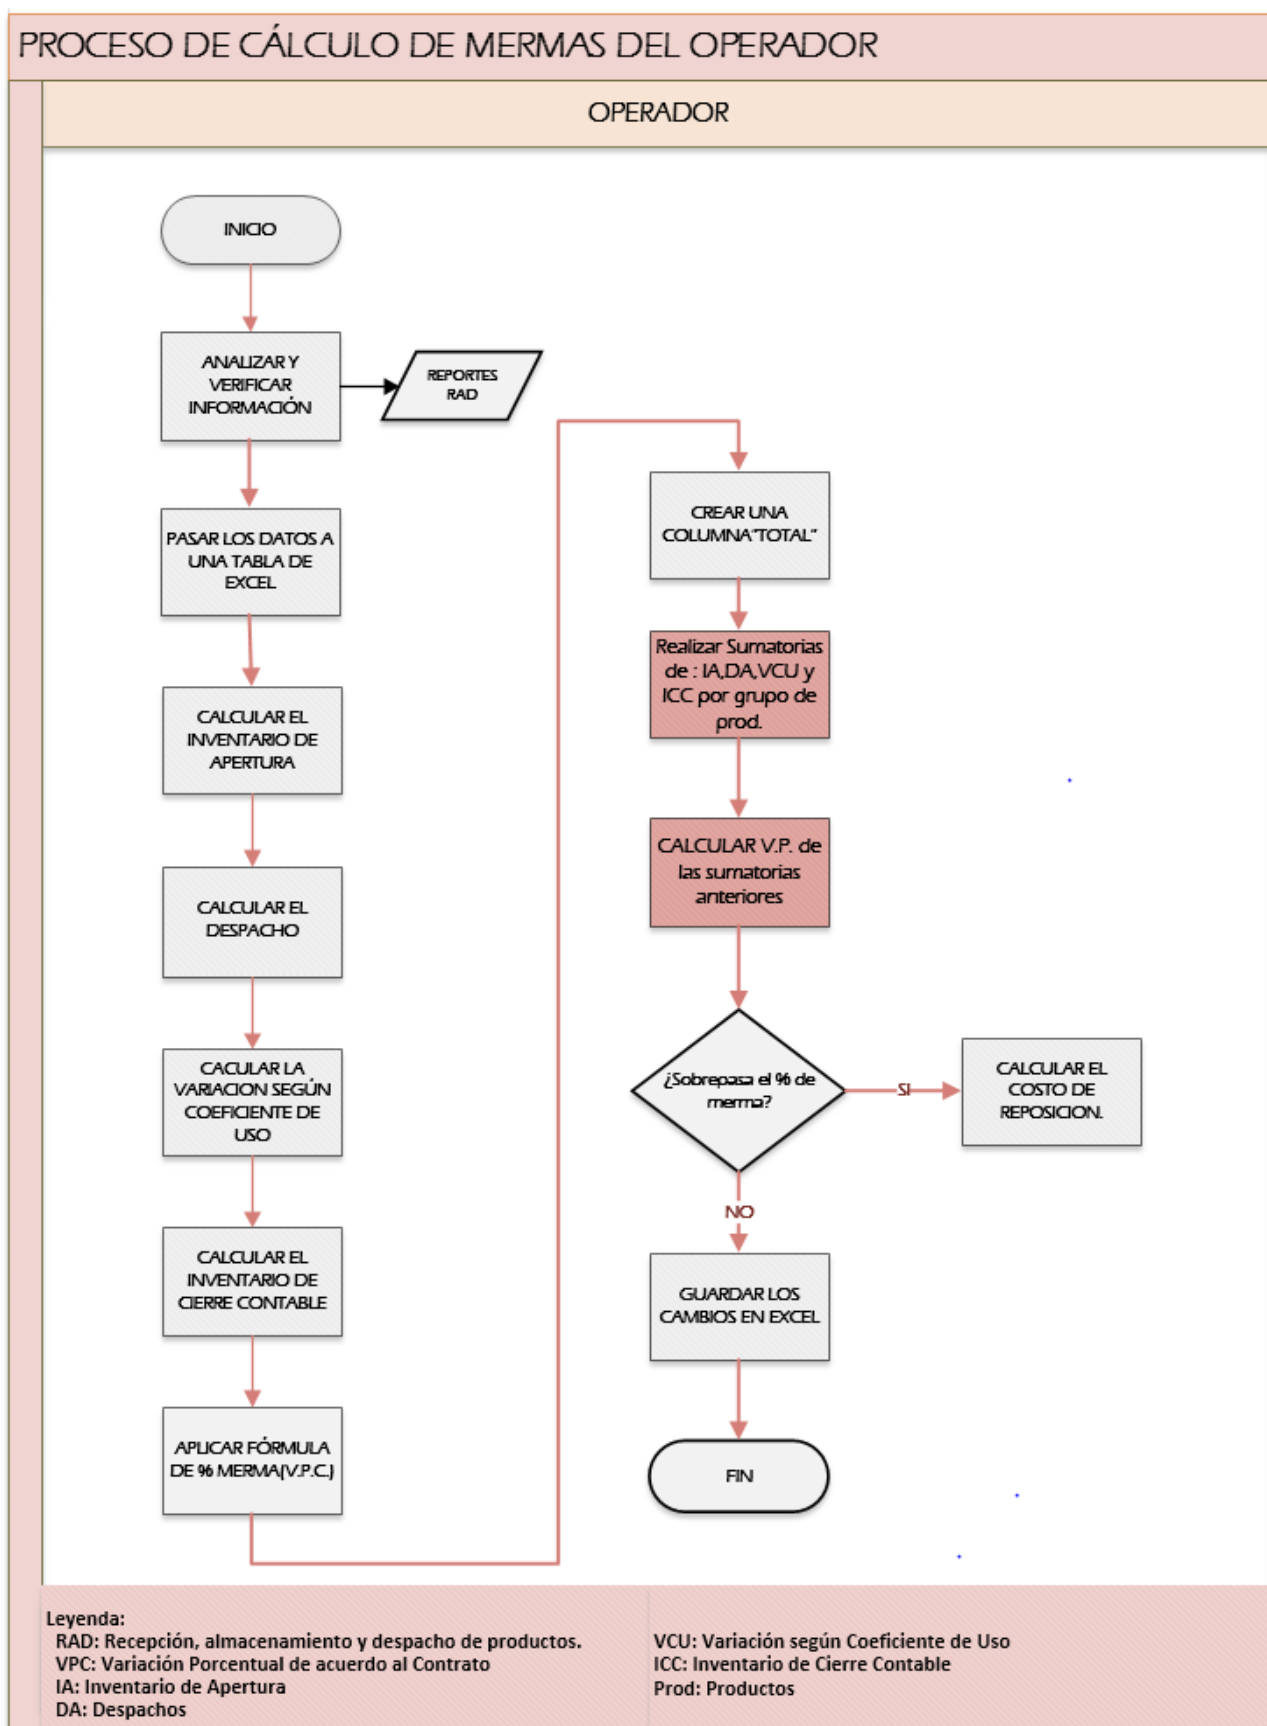 PROCESO DE CÁLCULO DE MERMAS DEL OPERADOR
OPERADOR
INICIO
ANALIZAR Y
VERIFICAR
INFORMACIÓN
REPORTES
RAD
PASAR LOS DATOS A
UNA TABLA DE
EXCEL
CALCULAR EL
INVENTARIO DE
APERTURA
CALCULAR EL
DESPACHO
CACULAR LA
VARIACION SEGÚN
COEFICIENTE DE
USO
CALCULAR EL
INVENTARIO DE
CIERRE CONTABLE
APLICAR FÓRMULA
DE % MERMA(V.P.C.)
CREAR UNA
COLUMNA"TOTAL"
Realizar Sumatorias
de : IA,DA,VCU y
ICC por grupo de
prod.
CALCULAR V.P. de
las sumatorias
anteriores
¿Sobrepasa el % de
merma?
SI
CALCULAR EL
COSTO DE
REPOSICION.
NO
GUARDAR LOS
CAMBIOS EN EXCEL
FIN
Leyenda:
RAD: Recepción, almacenamiento y despacho de productos.
VPC: Variación Porcentual de acuerdo al Contrato
IA: Inventario de Apertura
DA: Despachos
VCU: Variación según Coeficiente de Uso
ICC: Inventario de Cierre Contable
Prod: Productos